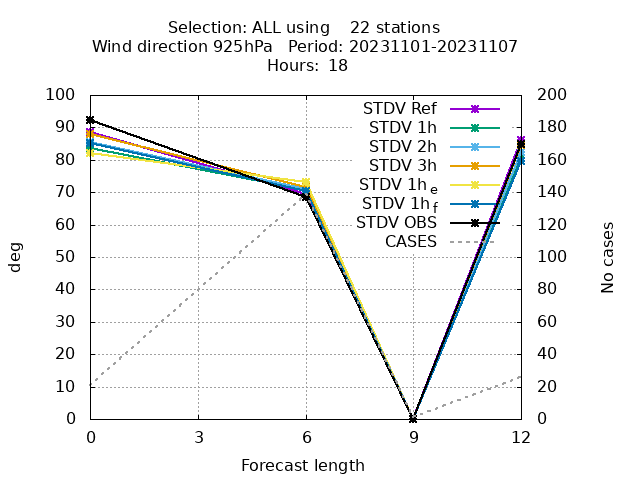 Selection: ALL using    22 stations
Wind direction 925hPa   Period: 20231101-20231107
Hours: 18
100
90
80
70
60
50
40
30
20
10
0
deg
200
180
160
140
120
100
80
60
40
20
0
No cases
STDV Ref
STDV 1h
STDV 2h
STDV 3h
STDV 1h e
STDV 1h f
STDV OBS
CASES
0 3 6 9 12
Forecast length